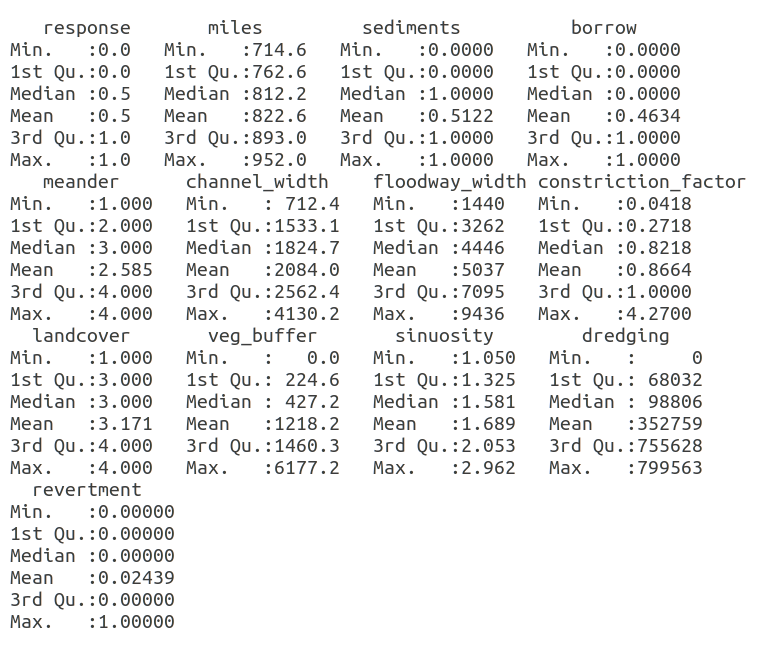 response          miles           sediments          borrow
Min.   :0.0   Min.   :714.6   Min.   :0.0000   Min.   :0.0000
1st Qu.:0.0   1st Qu.:762.6   1st Qu.:0.0000   1st Qu.:0.0000
Median :0.5   Median :812.2   Median :1.0000   Median :0.0000
Mean   :0.5   Mean   :822.6   Mean   :0.5122   Mean   :0.4634
3rd Qu.:1.0   3rd Qu.:893.0   3rd Qu.:1.0000   3rd Qu.:1.0000
Max.   :1.0   Max.   :952.0   Max.   :1.0000   Max.   :1.0000
   meander      channel_width    floodway_width constriction_factor
Min.   :1.000   Min.   : 712.4   Min.   :1440   Min.   :0.0418
1st Qu.:2.000   1st Qu.:1533.1   1st Qu.:3262   1st Qu.:0.2718
Median :3.000   Median :1824.7   Median :4446   Median :0.8218
Mean   :2.585   Mean   :2084.0   Mean   :5037   Mean   :0.8664
3rd Qu.:4.000   3rd Qu.:2562.4   3rd Qu.:7095   3rd Qu.:1.0000
Max.   :4.000   Max.   :4130.2   Max.   :9436   Max.   :4.2700
  landcover       veg_buffer       sinuosity        dredging
Min.   :1.000   Min.   :   0.0   Min.   :1.050   Min.   :     0
1st Qu.:3.000   1st Qu.: 224.6   1st Qu.:1.325   1st Qu.: 68032
Median :3.000   Median : 427.2   Median :1.581   Median : 98806
Mean   :3.171   Mean   :1218.2   Mean   :1.689   Mean   :352759
3rd Qu.:4.000   3rd Qu.:1460.3   3rd Qu.:2.053   3rd Qu.:755628
Max.   :4.000   Max.   :6177.2   Max.   :2.962   Max.   :799563
  revertment
Min.   :0.00000
1st Qu.:0.00000
Median :0.00000
Mean   :0.02439
3rd Qu.:0.00000
Max.   :1.00000